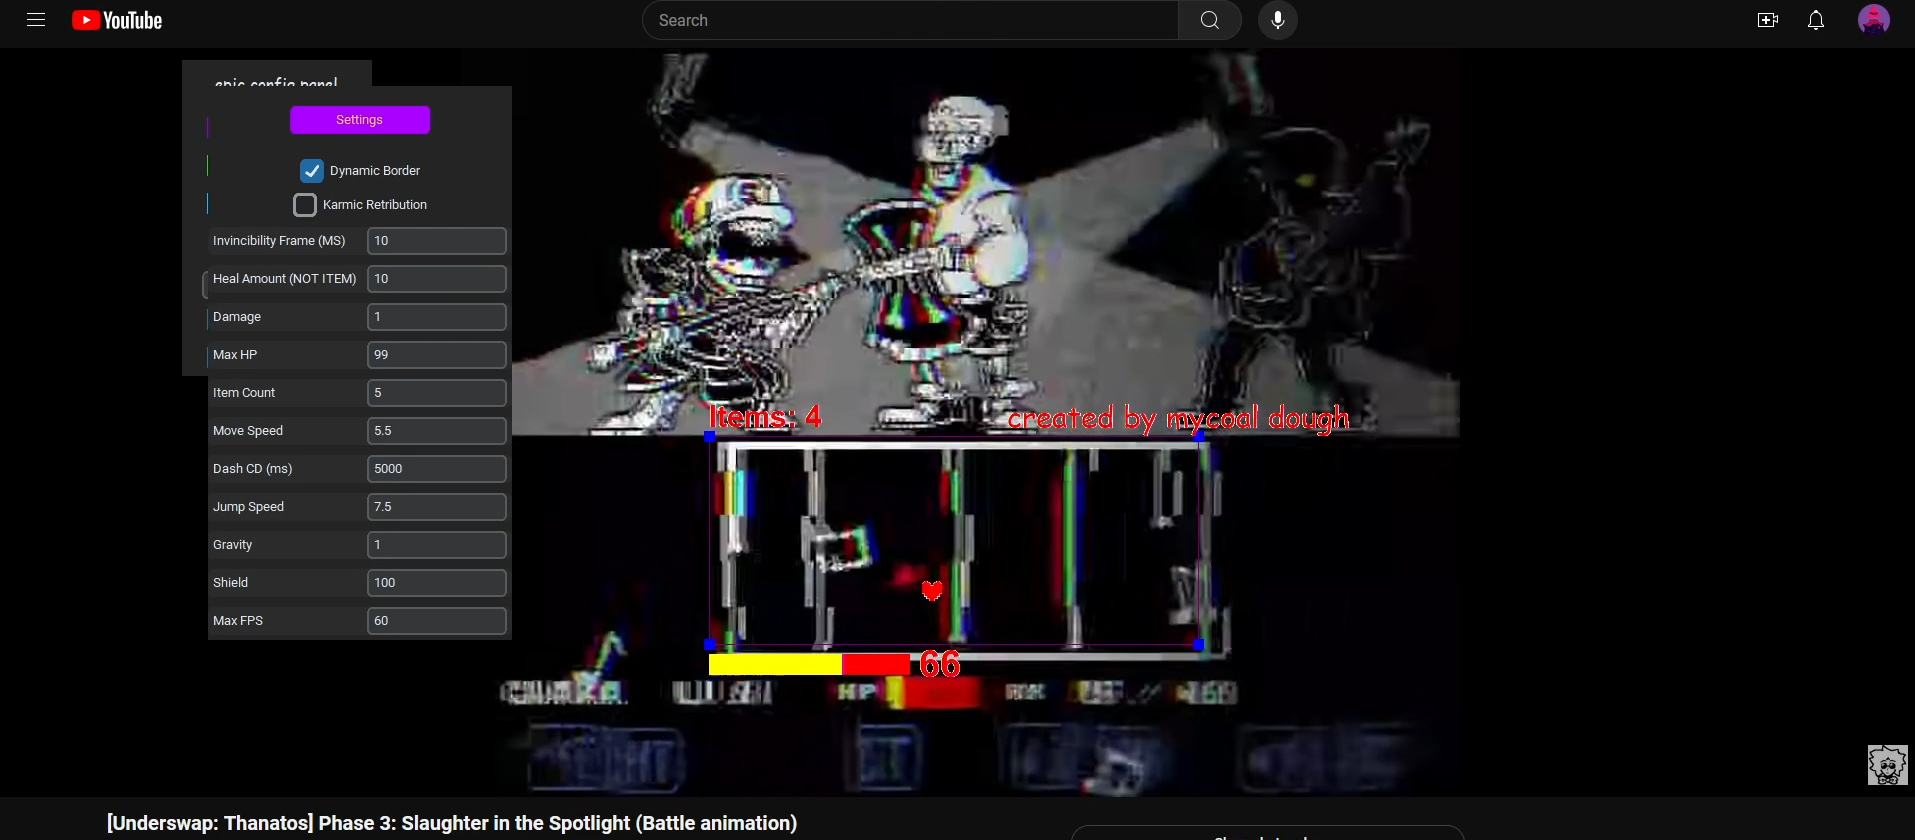 YouTube
Search
epic config panel
Settings
Dynamic Border
Karmic Retribution
Invincibility Frame (MS) 10
Heal Amount (NOT ITEM) 10
Damage 1
Max HP 99
Item Count 5
Move Speed 5.5
Dash CD (ms) 5000
Jump Speed 7.5
Gravity 1
Shield 100
Max FPS 60
Items: 4
created by mycoal dough
66
HP
[Underswap: Thanatos] Phase 3: Slaughter in the Spotlight (Battle animation)